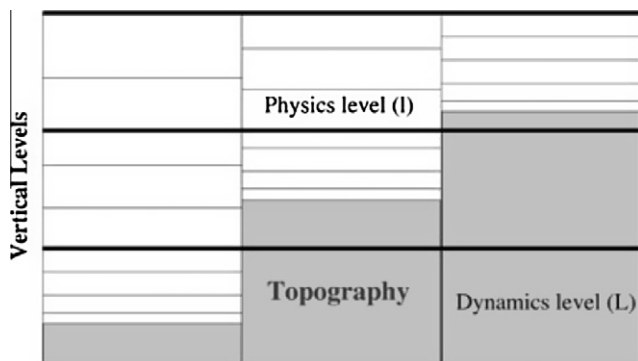 Vertical Levels
Physics level (l)
Topography
Dynamics level (L)